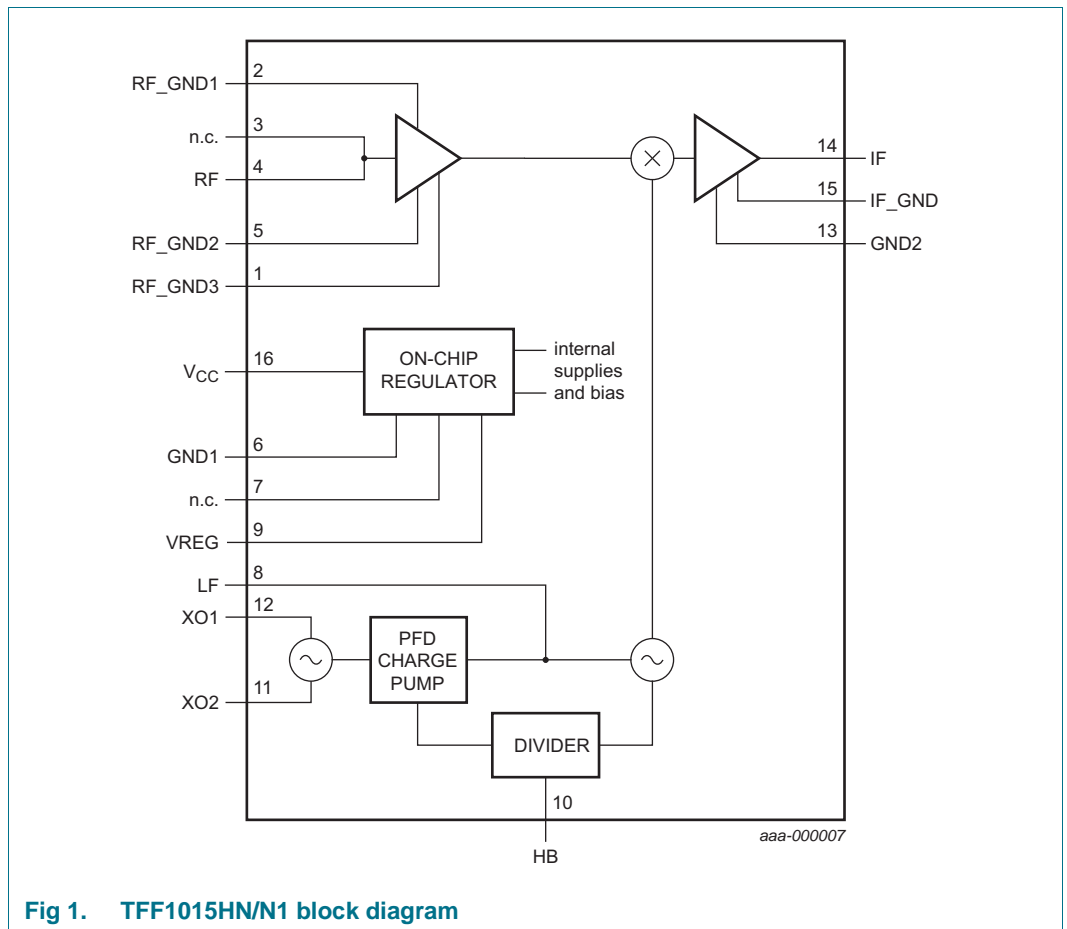 2
RF_GND1
n.c.
3
RF
4
RF_GND2
5
RF_GND3
1
14
IF
15
IF_GND
13
GND2
VCC
16
ON-CHIP
REGULATOR
internal
supplies
and bias
GND1
6
n.c.
7
VREG
9
LF
8
XO1
12
PFD
CHARGE
PUMP
XO2
11
DIVIDER
10
HB
aaa-000007
Fig 1. TFF1015HN/N1 block diagram